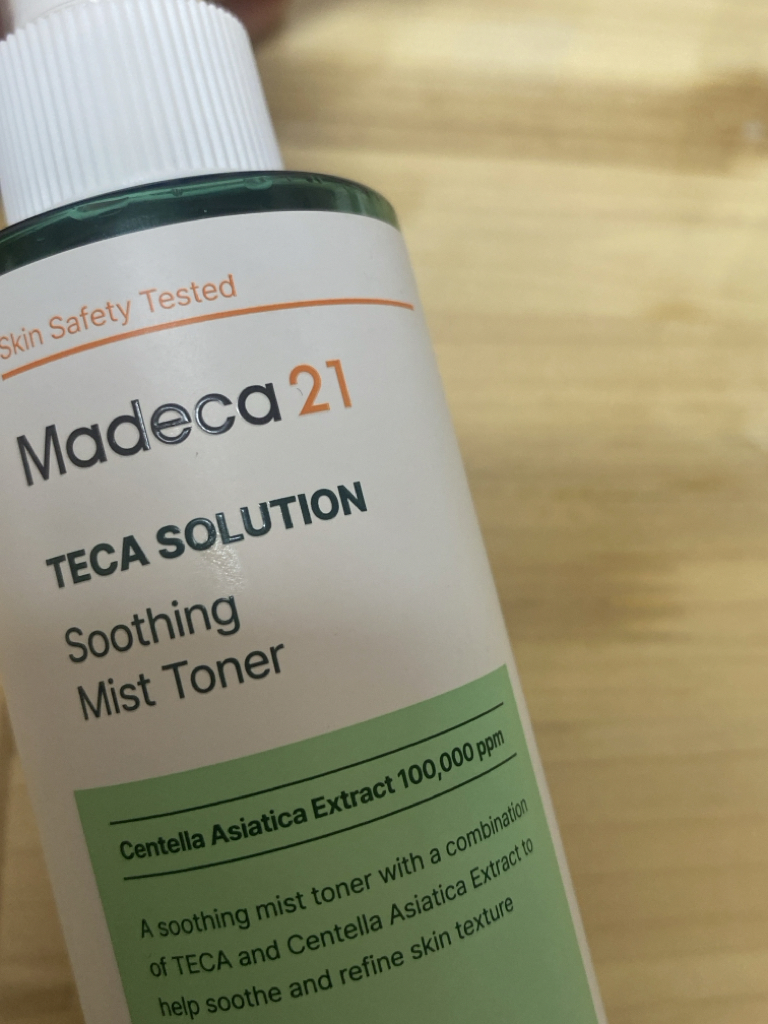 Skin Safety Tested
Madeca 21
TECA SOLUTION
Soothing
Mist Toner
Centella Asiatica Extract 100,000 ppm
A soothing mist toner with a combination
of TECA and Centella Asiatica Extract to
help soothe and refine skin texture